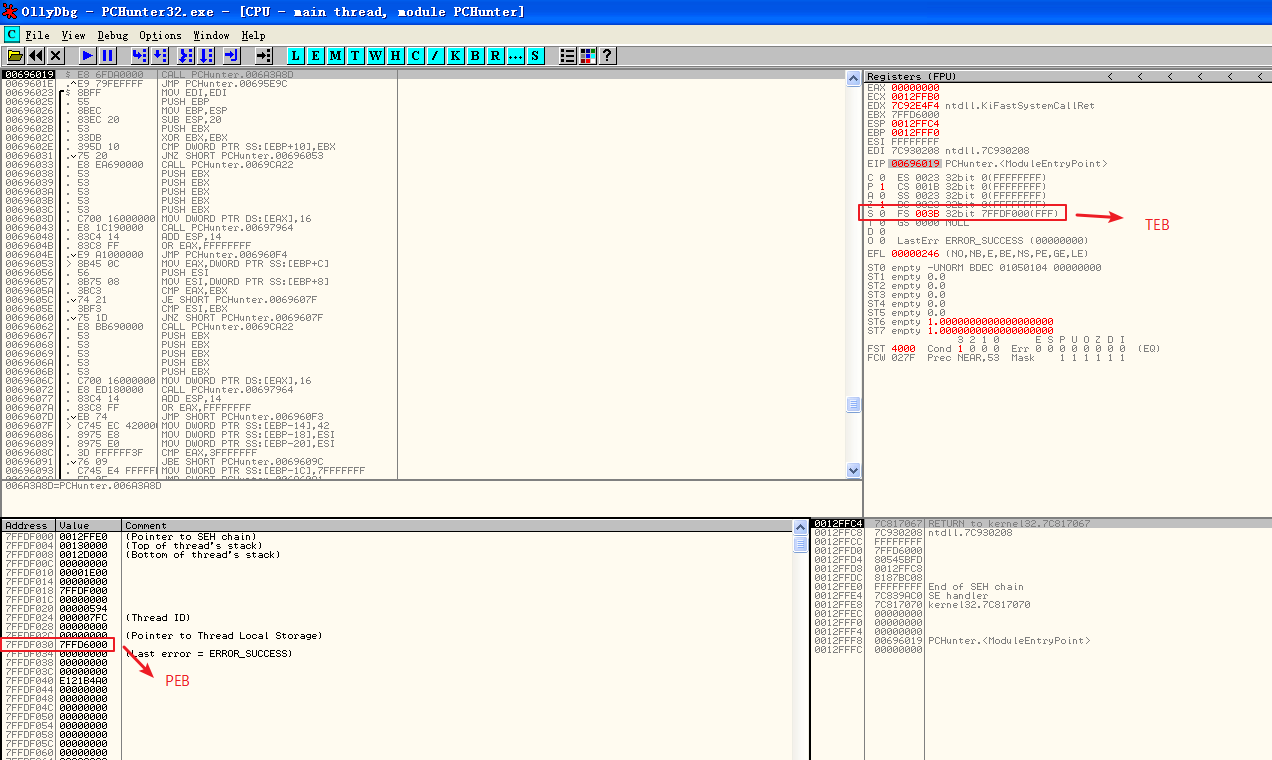 OllyDbg - PCHunter32.exe - [CPU - main thread, module PCHunter]
C File View Debug Options Window Help
L E M T W H C / K B R ... S ?
00696019 $ E8 6FDA0000 CALL PCHunter.006A3A8D
0069601E .^E9 79FEFFFF JMP PCHunter.00695E9C
00696023 $ 8BFF MOV EDI,EDI
00696025 . 55 PUSH EBP
00696026 . 8BEC MOV EBP,ESP
00696028 . 83EC 20 SUB ESP,20
0069602B . 53 PUSH EBX
0069602C . 33DB XOR EBX,EBX
0069602E . 395D 10 CMP DWORD PTR SS:[EBP+10],EBX
00696031 .v75 20 JNZ SHORT PCHunter.00696053
00696033 . E8 EA690000 CALL PCHunter.0069CA22
00696038 . 53 PUSH EBX
00696039 . 53 PUSH EBX
0069603A . 53 PUSH EBX
0069603B . 53 PUSH EBX
0069603C . 53 PUSH EBX
0069603D . C700 16000000 MOV DWORD PTR DS:[EAX],16
00696043 . E8 1C190000 CALL PCHunter.00697964
00696048 . 83C4 14 ADD ESP,14
0069604B . 83C8 FF OR EAX,FFFFFFFF
0069604E .vE9 A1000000 JMP PCHunter.006960F4
00696053 > 8B45 0C MOV EAX,DWORD PTR SS:[EBP+C]
00696056 . 56 PUSH ESI
00696057 . 8B75 08 MOV ESI,DWORD PTR SS:[EBP+8]
0069605A . 3BC3 CMP EAX,EBX
0069605C .v74 21 JE SHORT PCHunter.0069607F
0069605E . 3BF3 CMP ESI,EBX
00696060 .v75 1D JNZ SHORT PCHunter.0069607F
00696062 . E8 BB690000 CALL PCHunter.0069CA22
00696067 . 53 PUSH EBX
00696068 . 53 PUSH EBX
00696069 . 53 PUSH EBX
0069606A . 53 PUSH EBX
0069606B . 53 PUSH EBX
0069606C . C700 16000000 MOV DWORD PTR DS:[EAX],16
00696072 . E8 ED180000 CALL PCHunter.00697964
00696077 . 83C4 14 ADD ESP,14
0069607A . 83C8 FF OR EAX,FFFFFFFF
0069607D .vEB 74 JMP SHORT PCHunter.006960F3
0069607F > C745 EC 42000 MOV DWORD PTR SS:[EBP-14],42
00696086 . 8975 E8 MOV DWORD PTR SS:[EBP-18],ESI
00696089 . 8975 E0 MOV DWORD PTR SS:[EBP-20],ESI
0069608C . 3D FFFFFF3F CMP EAX,3FFFFFFF
00696091 .v76 09 JBE SHORT PCHunter.0069609C
00696093 . C745 E4 FFFFF MOV DWORD PTR SS:[EBP-1C],7FFFFFFF
006A3A8D=PCHunter.006A3A8D
Registers (FPU) < < < < < <
EAX 00000000
ECX 0012FFB0
EDX 7C92E4F4 ntdll.KiFastSystemCallRet
EBX 7FFD6000
ESP 0012FFC4
EBP 0012FFF0
ESI FFFFFFFF
EDI 7C930208 ntdll.7C930208
EIP 00696019 PCHunter.<ModuleEntryPoint>
C 0 ES 0023 32bit 0(FFFFFFFF)
P 1 CS 001B 32bit 0(FFFFFFFF)
A 0 SS 0023 32bit 0(FFFFFFFF)
Z 1 DS 0023 32bit 0(FFFFFFFF)
S 0 FS 003B 32bit 7FFDF000(FFF)
TEB
T 0 GS 0000 NULL
D 0
O 0 LastErr ERROR_SUCCESS (00000000)
EFL 00000246 (NO,NB,E,BE,NS,PE,GE,LE)
ST0 empty -UNORM BDEC 01050104 00000000
ST1 empty 0.0
ST2 empty 0.0
ST3 empty 0.0
ST4 empty 0.0
ST5 empty 0.0
ST6 empty 1.0000000000000000000
ST7 empty 1.0000000000000000000
3 2 1 0 E S P U O Z D I
FST 4000 Cond 1 0 0 0 Err 0 0 0 0 0 0 0 0 (EQ)
FCW 027F Prec NEAR,53 Mask 1 1 1 1 1 1
Address Value Comment
7FFDF000 0012FFB0 (Pointer to SEH chain)
7FFDF004 00130000 (Top of thread's stack)
7FFDF008 0012D000 (Bottom of thread's stack)
7FFDF00C 00000000
7FFDF010 00001E00
7FFDF014 00000000
7FFDF018 7FFDF000
7FFDF01C 00000000
7FFDF020 00000594
7FFDF024 000007FC (Thread ID)
7FFDF028 00000000
7FFDF02C 00000000 (Pointer to Thread Local Storage)
7FFDF030 7FFD6000
7FFDF034 00000000 (Last error = ERROR_SUCCESS)
7FFDF038 00000000
7FFDF03C 00000000
7FFDF040 E121B4A0
PEB
7FFDF044 00000000
7FFDF048 00000000
7FFDF04C 00000000
7FFDF050 00000000
7FFDF054 00000000
7FFDF058 00000000
7FFDF05C 00000000
7FFDF060 00000000
0012FFC4 7C817067 RETURN to kernel32.7C817067
0012FFC8 7C930208 ntdll.7C930208
0012FFCC FFFFFFFF
0012FFD0 7FFD6000
0012FFD4 80545BFD
0012FFD8 0012FFC8
0012FFDC 8187BC08
0012FFE0 FFFFFFFF End of SEH chain
0012FFE4 7C839AC0 SE handler
0012FFE8 7C817070 kernel32.7C817070
0012FFEC 00000000
0012FFF0 00000000
0012FFF4 00000000
0012FFF8 00696019 PCHunter.<ModuleEntryPoint>
0012FFFC 00000000